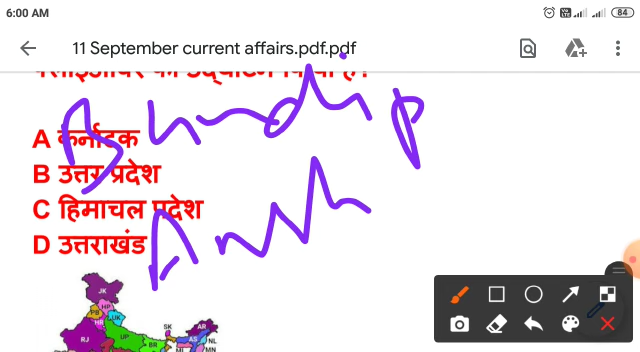 6:00 AM
84
11 September current affairs.pdf.pdf
A कर्नाटक
B उत्तर प्रदेश
C हिमाचल प्रदेश
D उत्तराखंड
JK
HP
PB
UK
HR
RJ
UP
BR
SK
AR
AS
NL
MN